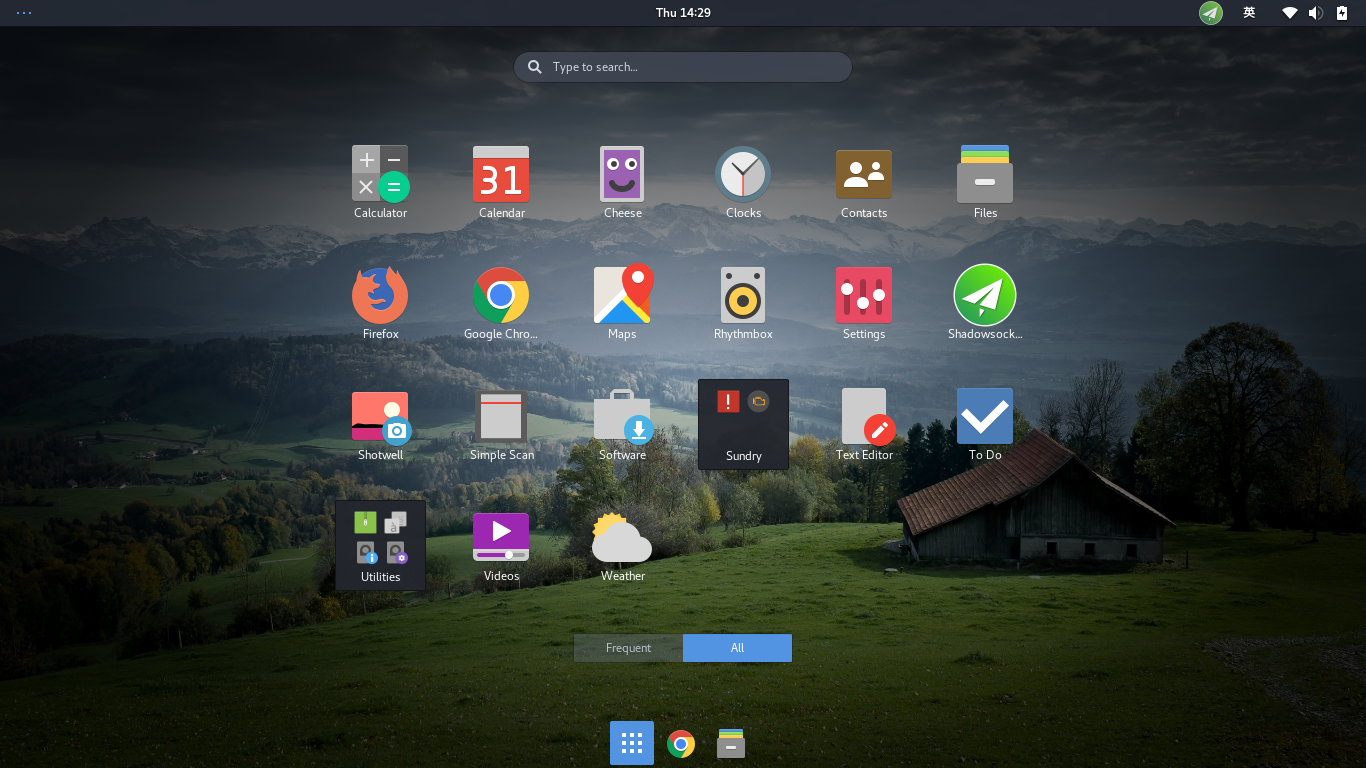 Thu 14:29
英
Type to search...
31
Calculator
Calendar
Cheese
Clocks
Contacts
Files
Firefox
Google Chro...
Maps
Rhythmbox
Settings
Shadowsock...
Shotwell
Simple Scan
Software
Sundry
Text Editor
To Do
Utilities
Videos
Weather
Frequent
All